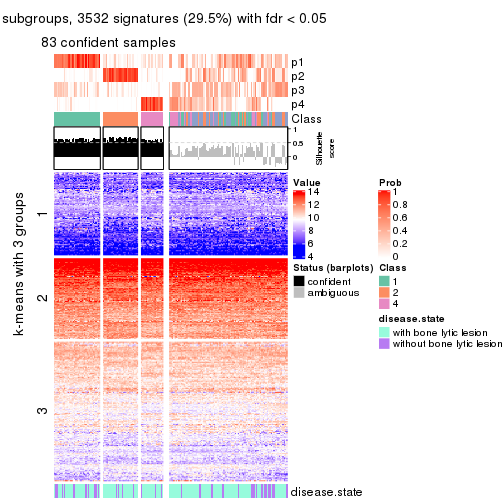 subgroups, 3532 signatures (29.5%) with fdr < 0.05
83 confident samples
p1
p2
p3
p4
Class
1
0.5
0
Silhouette
score
k-means with 3 groups
1
2
3
Value
14
12
10
8
6
4
Prob
1
0.8
0.6
0.4
0.2
0
Status (barplots)
confident
ambiguous
Class
1
2
4
disease.state
with bone lytic lesion
without bone lytic lesion
disease.state